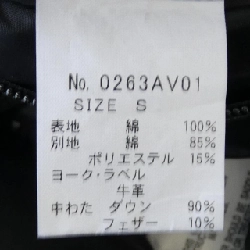 No. 0263AV01
SIZE S
表地 綿 100%
別地 綿 85%
ポリエステル 15%
ヨーク・ラベル
牛革
中わた ダウン 90%
フェザー 10%